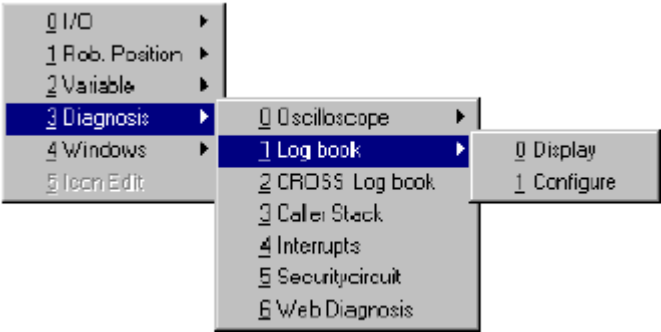 0 I/O
1 Rob. Position
2 Variable
3 Diagnosis
4 Windows
5 Icon Edit
0 Oscilloscope
1 Log book
2 CROSS Log book
3 Caller Stack
4 Interrupts
5 Securitycircuit
6 Web Diagnosis
0 Display
1 Configure